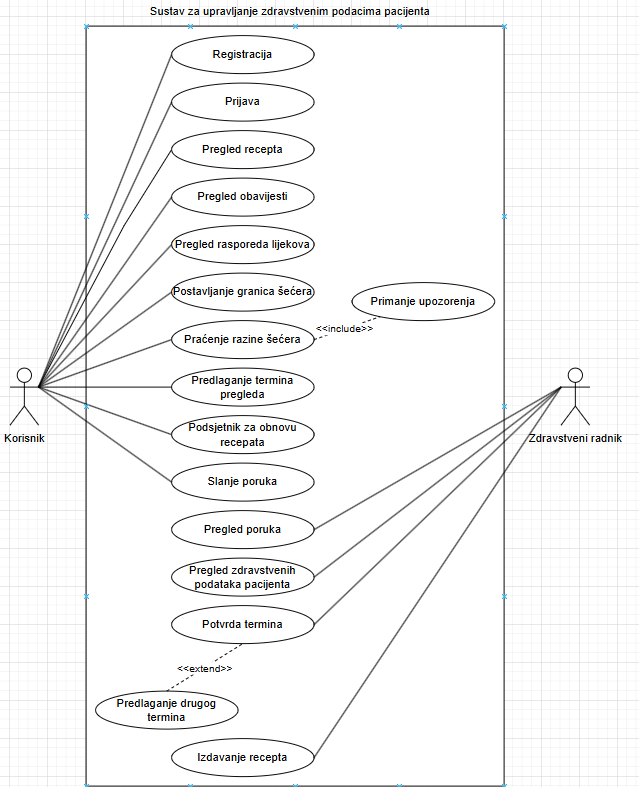 Sustav za upravljanje zdravstvenim podacima pacijenta
Registracija
Prijava
Pregled recepta
Pregled obavijesti
Pregled rasporeda lijekova
Postavljanje granica šećera
Primanje upozorenja
<<include>>
Praćenje razine šećera
Predlaganje termina
pregleda
Korisnik
Zdravstveni radnik
Podsjetnik za obnovu
recepata
Slanje poruka
Pregled poruka
Pregled zdravstvenih
podataka pacijenta
Potvrda termina
<<extend>>
Predlaganje drugog
termina
Izdavanje recepta